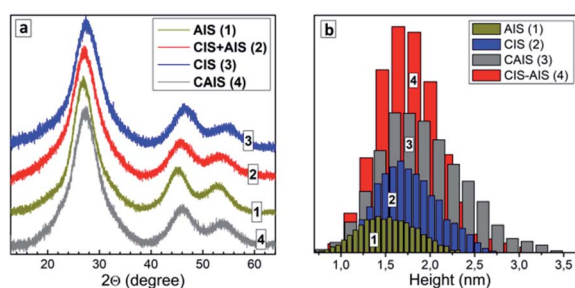 a
AIS (1)
CIS+AIS (2)
CIS (3)
CAIS (4)
3
2
1
4
20 30 40 50 60
2Θ (degree)
b
AIS (1)
CIS (2)
CAIS (3)
CIS-AIS (4)
4
3
2
1
1,0 1,5 2,0 2,5 3,0 3,5
Height (nm)